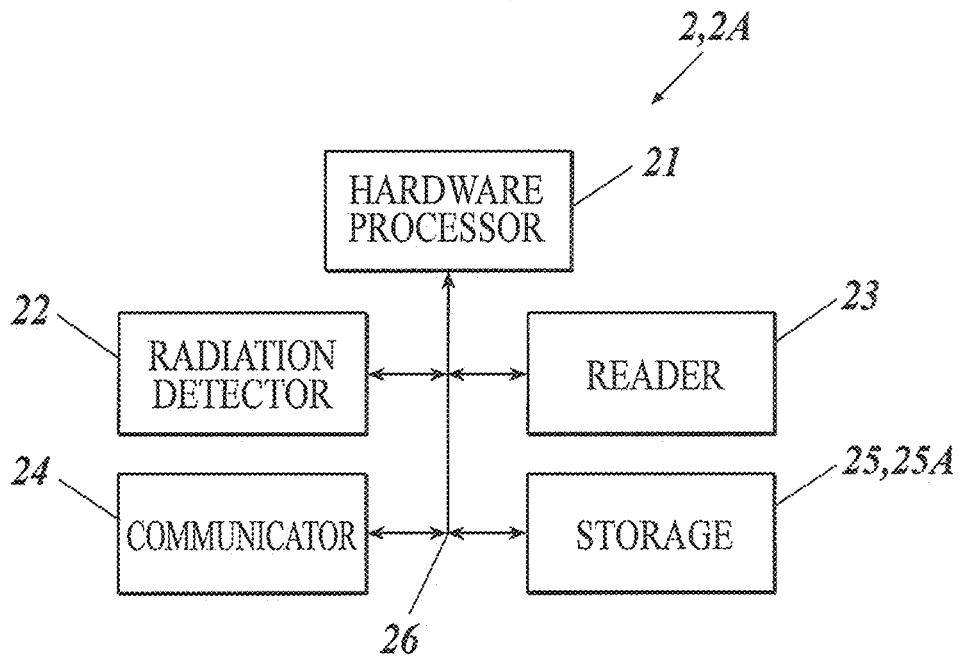 2,2A
HARDWARE
PROCESSOR
21
22
RADIATION
DETECTOR
READER
23
24
COMMUNICATOR
STORAGE
25,25A
26